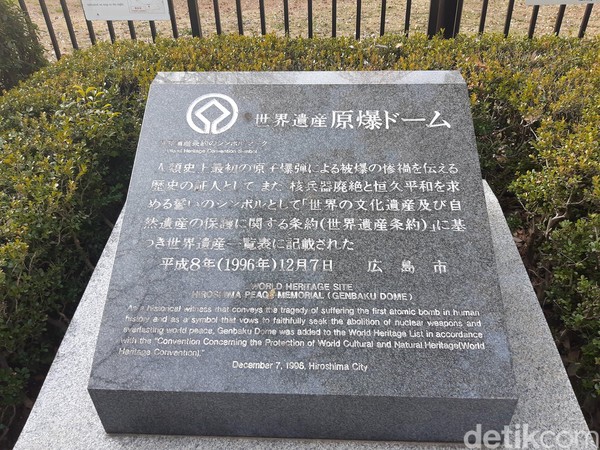 世界遺産 原爆ドーム
World Heritage Convention Symbol
人類史上最初の原子爆弾による被爆の惨禍を伝える
歴史の証人として、また、核兵器廃絶と恒久平和を求
める誓いのシンボルとして「世界の文化遺産及び自
然遺産の保護に関する条約(世界遺産条約)」に基
づき世界遺産一覧表に記載された
平成8年(1996年)12月7日 広島市
WORLD HERITAGE SITE
HIROSHIMA PEACE MEMORIAL (GENBAKU DOME)
As a historical witness that conveys the tragedy of suffering the first atomic bomb in human
history and as a symbol that vows to faithfully seek the abolition of nuclear weapons and
everlasting world peace, Genbaku Dome was added to the World Heritage List in accordance
with the "Convention Concerning the Protection of World Cultural and Natural Heritage(World
Heritage Convention)."
December 7, 1996, Hiroshima City
detikcom